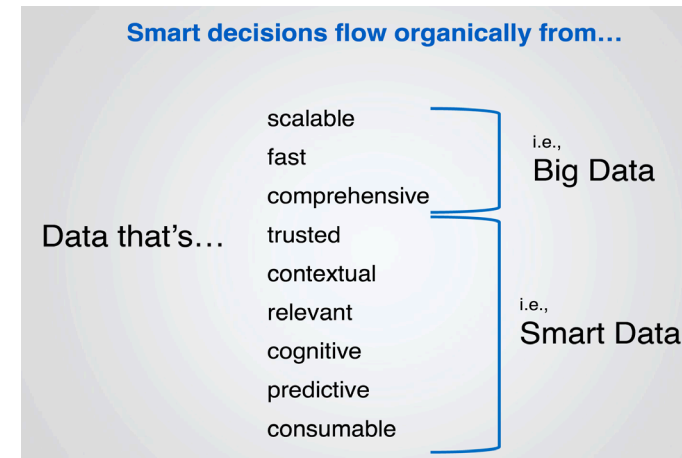 Smart decisions flow organically from…
scalable
fast
comprehensive
i.e.,
Big Data
Data that's…
trusted
contextual
relevant
cognitive
predictive
consumable
i.e.,
Smart Data